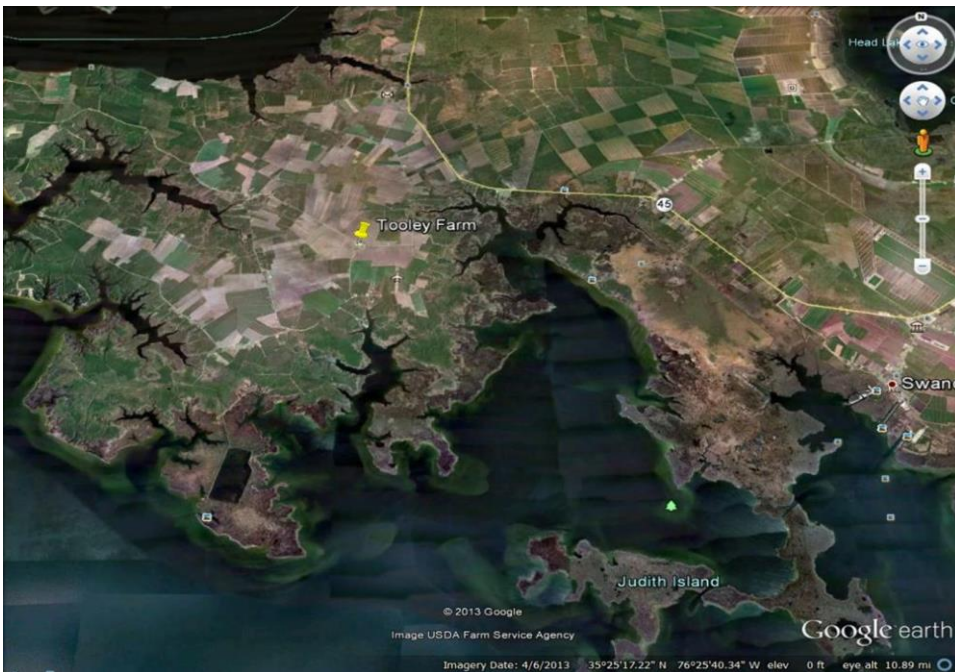 N
Head La
Tooley Farm
45
Swan
Judith Island
© 2013 Google
Image USDA Farm Service Agency
Google earth
Imagery Date: 4/6/2013 35°25'17.22" N 76°25'40.34" W elev 0 ft eye alt 10.89 mi